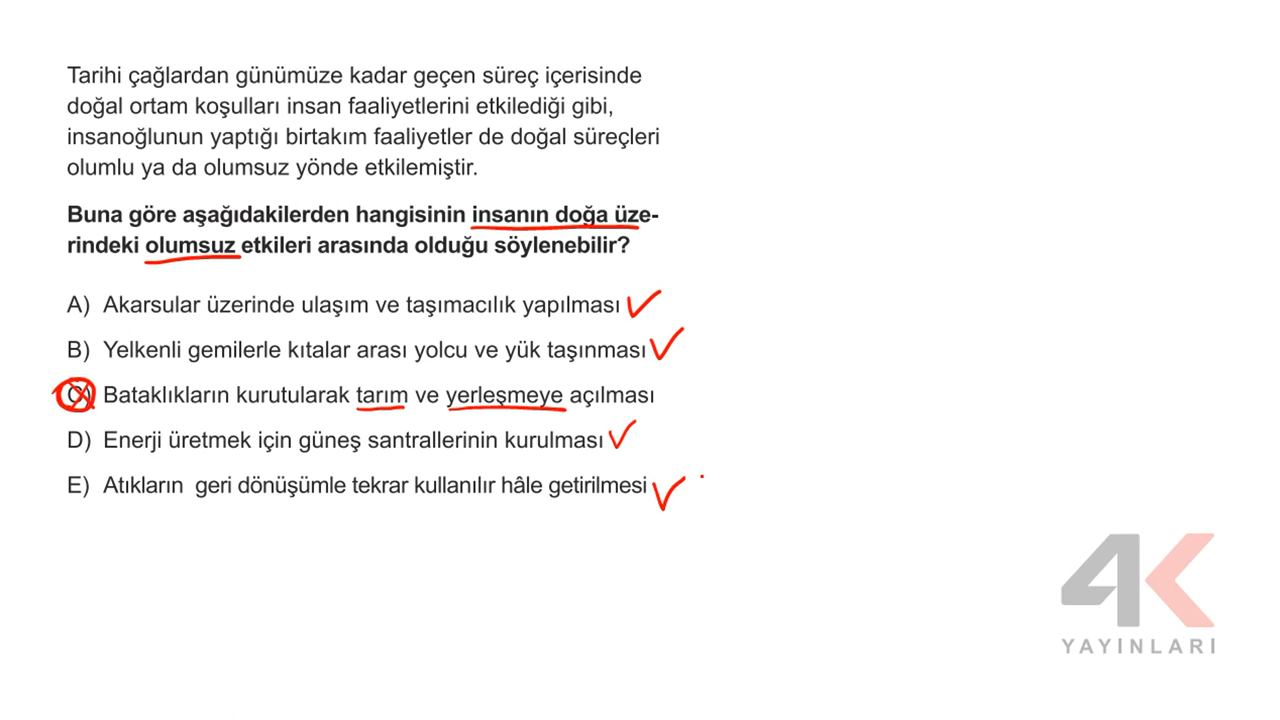 Tarihi çağlardan günümüze kadar geçen süreç içerisinde
doğal ortam koşulları insan faaliyetlerini etkilediği gibi,
insanoğlunun yaptığı birtakım faaliyetler de doğal süreçleri
olumlu ya da olumsuz yönde etkilemiştir.
Buna göre aşağıdakilerden hangisinin insanın doğa üze-
rindeki olumsuz etkileri arasında olduğu söylenebilir?
A) Akarsular üzerinde ulaşım ve taşımacılık yapılması
B) Yelkenli gemilerle kıtalar arası yolcu ve yük taşınması
C) Bataklıkların kurutularak tarım ve yerleşmeye açılması
D) Enerji üretmek için güneş santrallerinin kurulması
E) Atıkların geri dönüşümle tekrar kullanılır hâle getirilmesi
4K
YAYINLARI